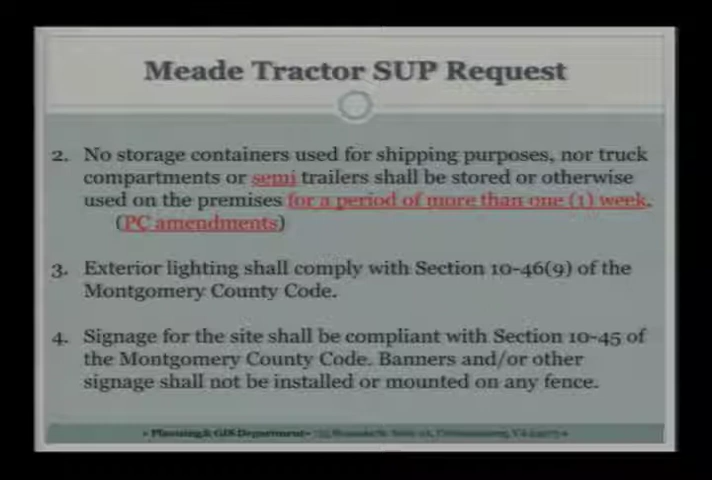 Meade Tractor SUP Request
2. No storage containers used for shipping purposes, nor truck
compartments or semi trailers shall be stored or otherwise
used on the premises for a period of more than one (1) week.
(PC amendments)
3. Exterior lighting shall comply with Section 10-46(9) of the
Montgomery County Code.
4. Signage for the site shall be compliant with Section 10-45 of
the Montgomery County Code. Banners and/or other
signage shall not be installed or mounted on any fence.
Planning & GIS Department